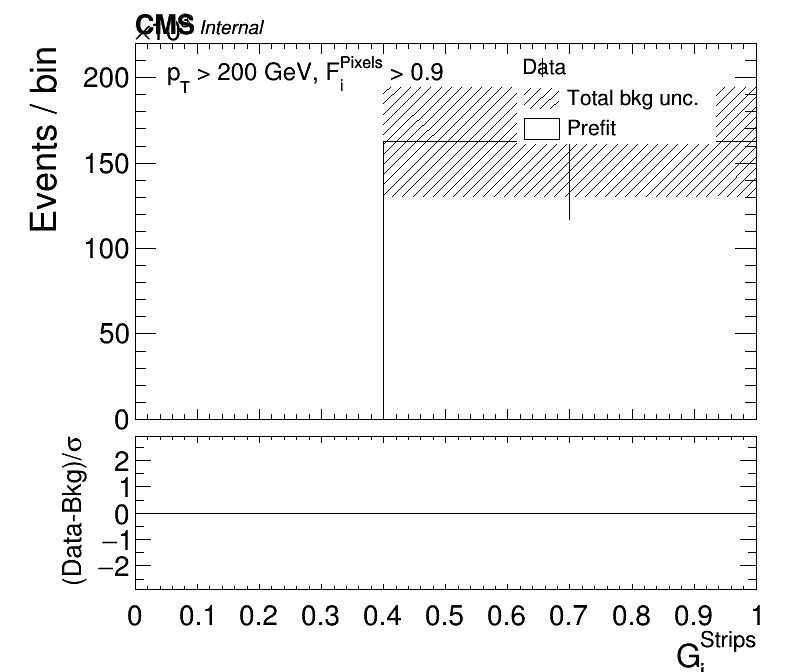 CMS Internal
×10³
p_T > 200 GeV, F_i^Pixels > 0.9
Data
Total bkg unc.
Prefit
Events / bin
200
150
100
50
0
(Data-Bkg)/σ
2
1
0
−1
−2
0 0.1 0.2 0.3 0.4 0.5 0.6 0.7 0.8 0.9 1
G_i^Strips